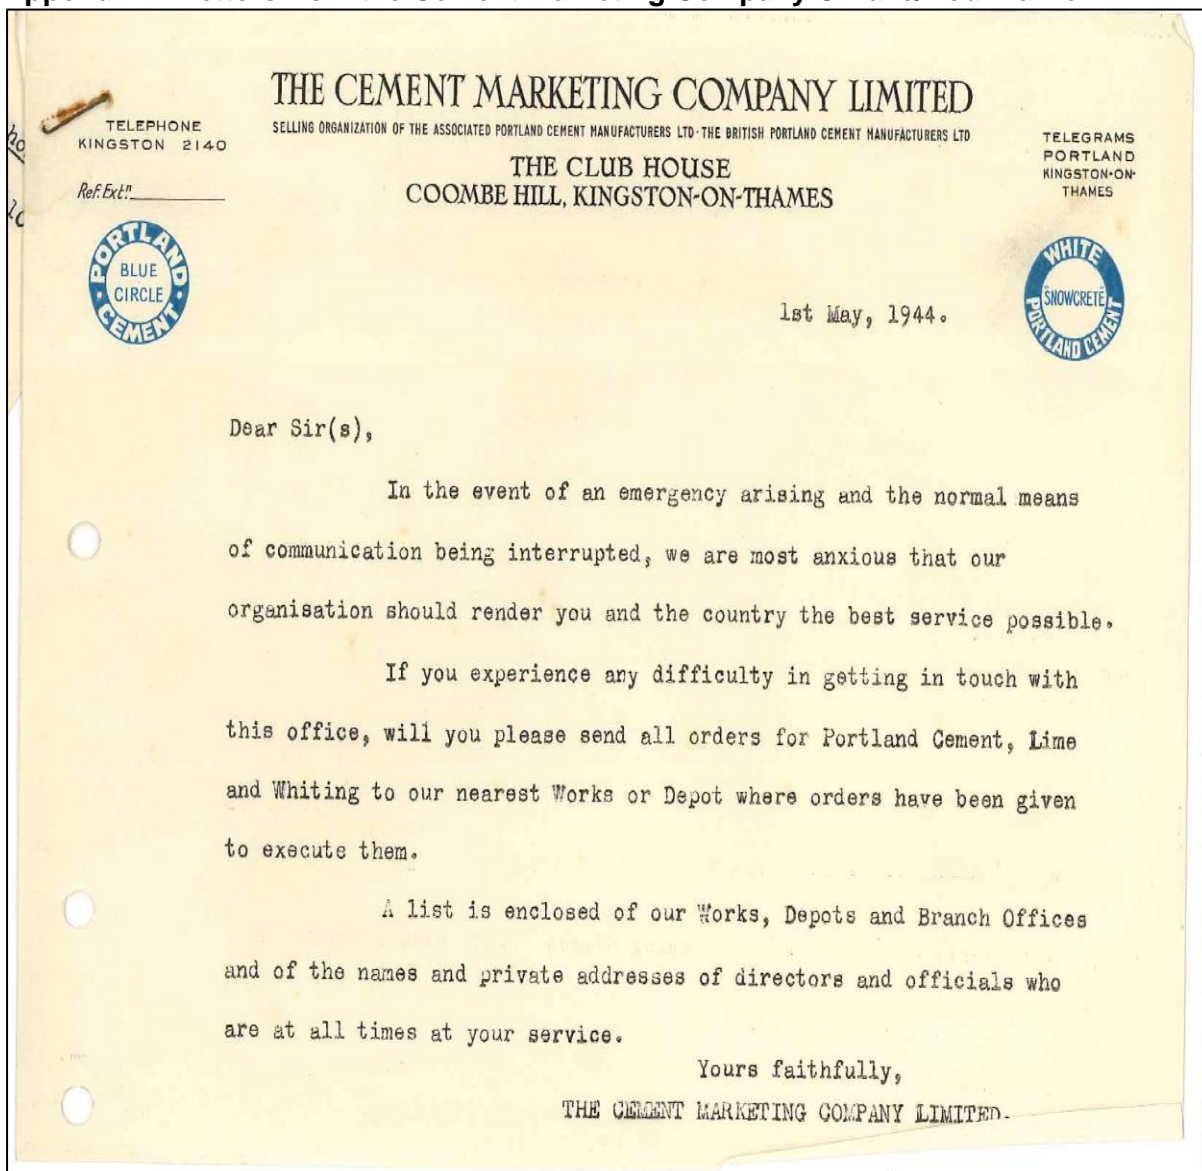 THE CEMENT MARKETING COMPANY LIMITED
SELLING ORGANIZATION OF THE ASSOCIATED PORTLAND CEMENT MANUFACTURERS LTD · THE BRITISH PORTLAND CEMENT MANUFACTURERS LTD
THE CLUB HOUSE
COOMBE HILL, KINGSTON-ON-THAMES
TELEPHONE
KINGSTON 2140
Ref. Extn.
TELEGRAMS
PORTLAND
KINGSTON-ON-
THAMES
PORTLAND
BLUE
CIRCLE
CEMENT
WHITE
"SNOWCRETE"
PORTLAND CEMENT
1st May, 1944.
Dear Sir(s),
In the event of an emergency arising and the normal means
of communication being interrupted, we are most anxious that our
organisation should render you and the country the best service possible.
If you experience any difficulty in getting in touch with
this office, will you please send all orders for Portland Cement, Lime
and Whiting to our nearest Works or Depot where orders have been given
to execute them.
A list is enclosed of our Works, Depots and Branch Offices
and of the names and private addresses of directors and officials who
are at all times at your service.
Yours faithfully,
THE CEMENT MARKETING COMPANY LIMITED.